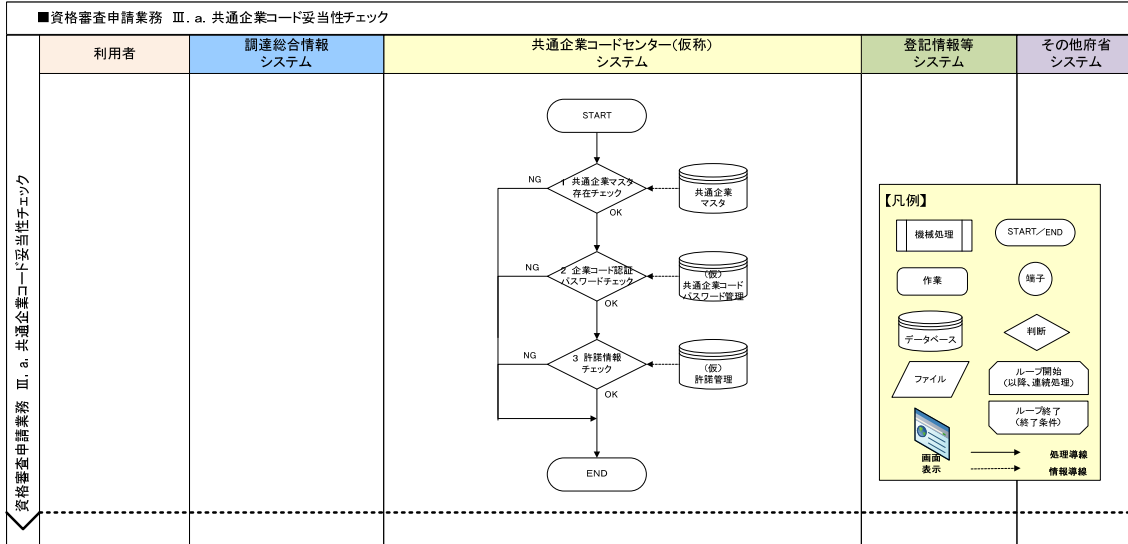 ■資格審査申請業務 Ⅲ.a.共通企業コード妥当性チェック
利用者
調達総合情報
システム
共通企業コードセンター(仮称)
システム
登記情報等
システム
その他府省
システム
資格審査申請業務 Ⅲ.a.共通企業コード妥当性チェック
START
NG
1 共通企業マスタ
存在チェック
OK
共通企業
マスタ
NG
2 企業コード認証
パスワードチェック
OK
(仮)
共通企業コード
パスワード管理
NG
3 許諾情報
チェック
OK
(仮)
許諾管理
END
【凡例】
機械処理
START/END
作業
端子
データベース
判断
ファイル
ループ開始
(以降、連続処理)
ループ終了
(終了条件)
画面
表示
処理導線
情報導線